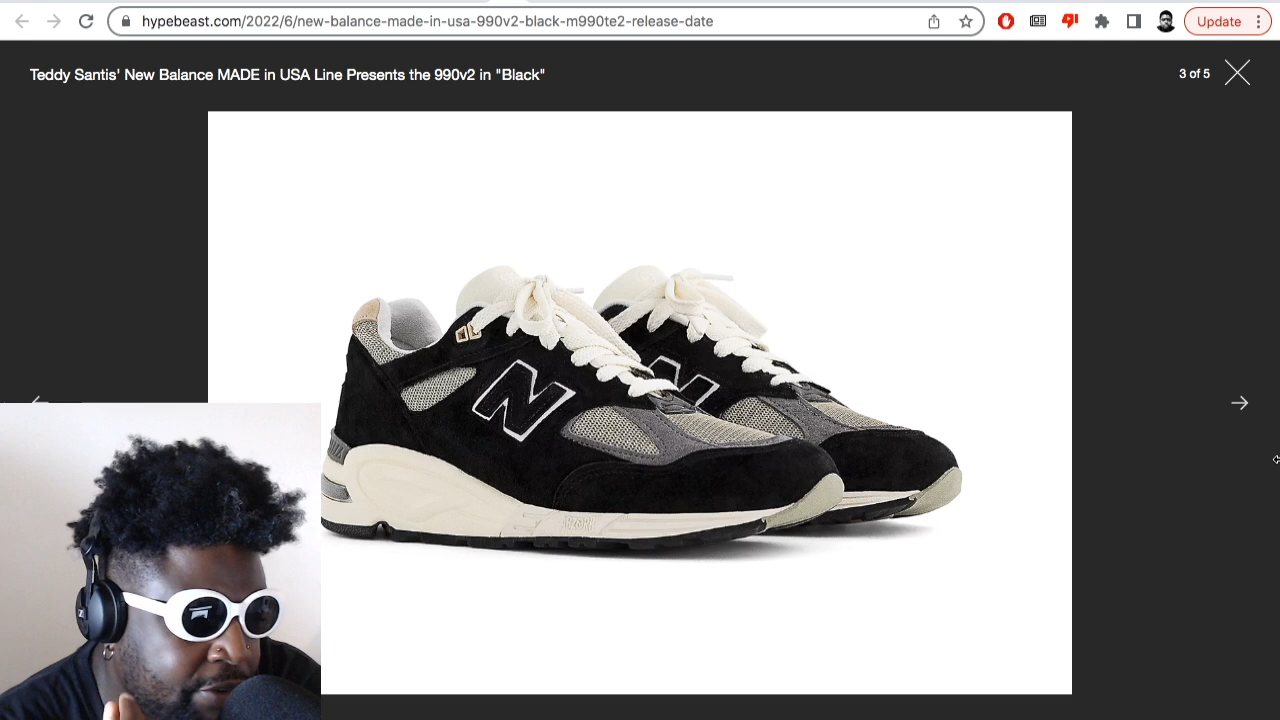 hypebeast.com/2022/6/new-balance-made-in-usa-990v2-black-m990te2-release-date
Update
Teddy Santis' New Balance MADE in USA Line Presents the 990v2 in "Black"
3 of 5
N
N